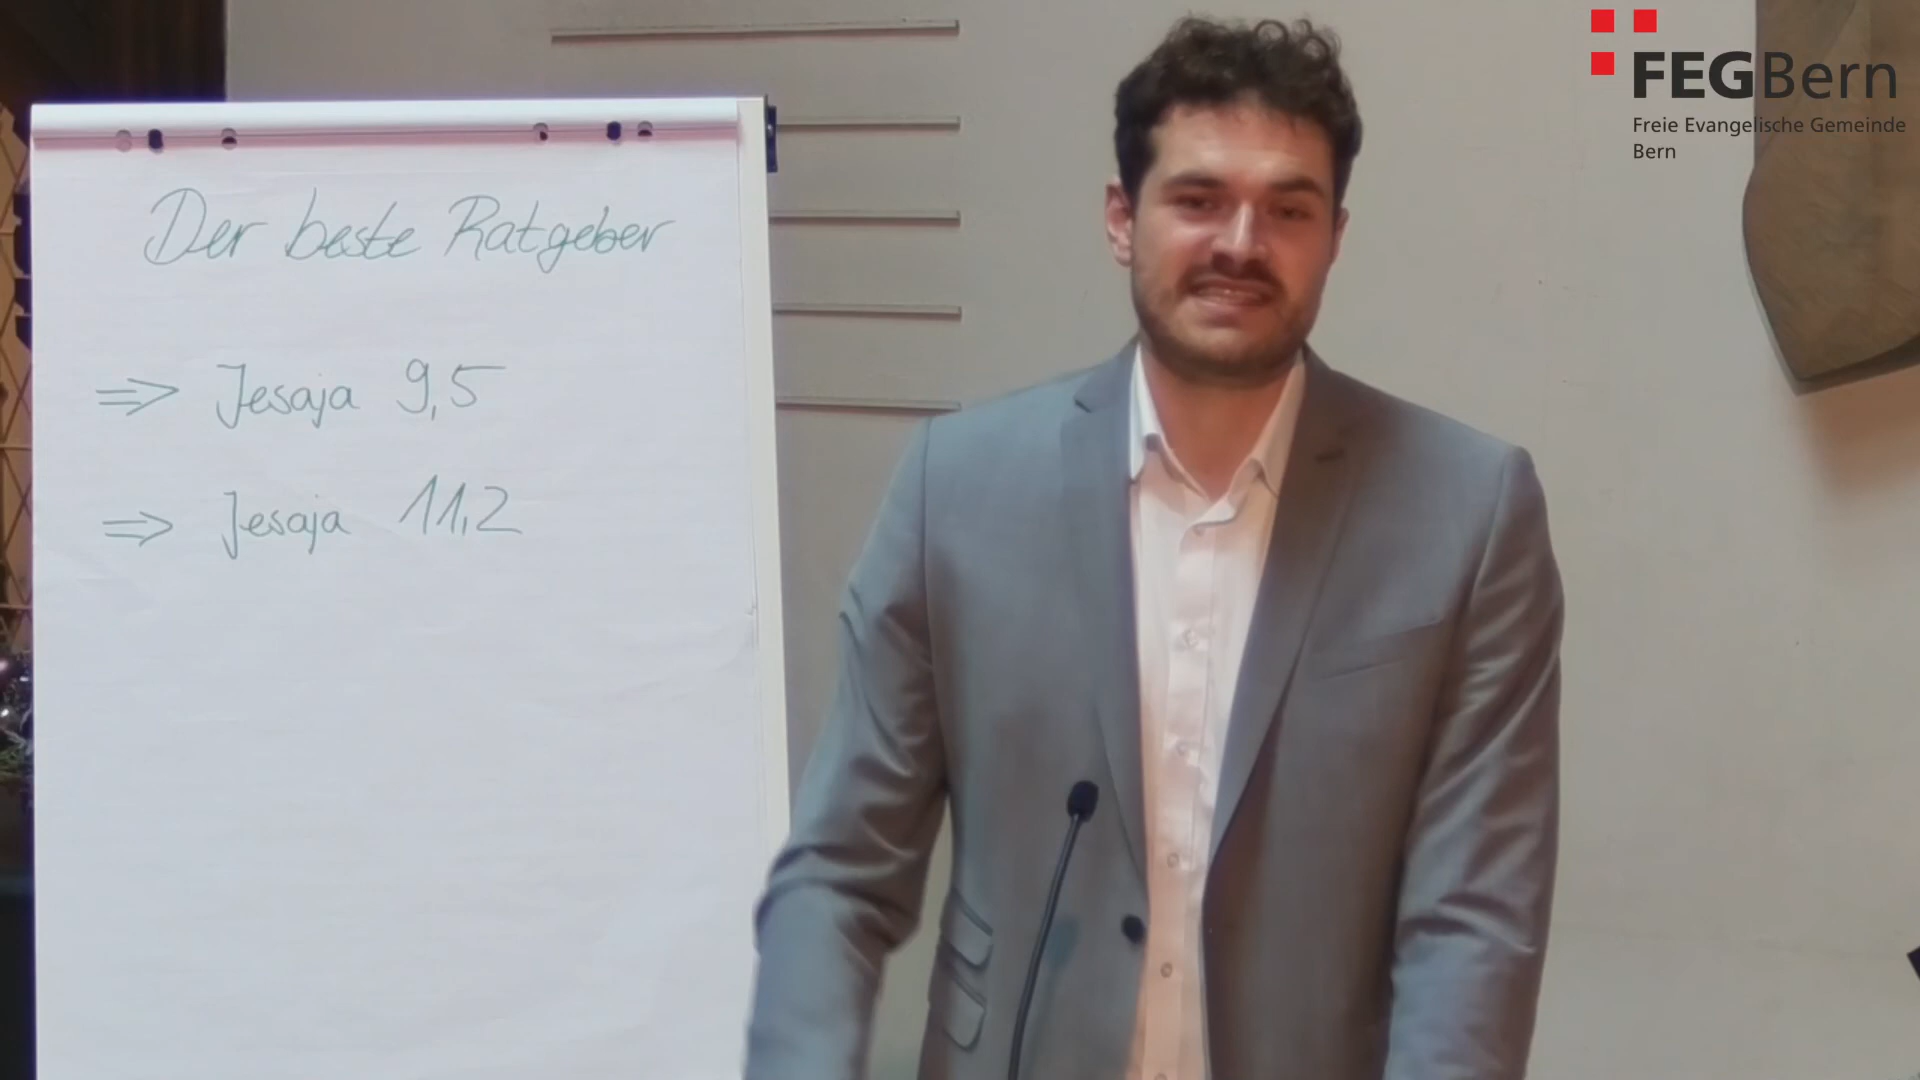 Der beste Ratgeber
⇒ Jesaja 9,5
⇒ Jesaja 11,2
FEGBern
Freie Evangelische Gemeinde
Bern